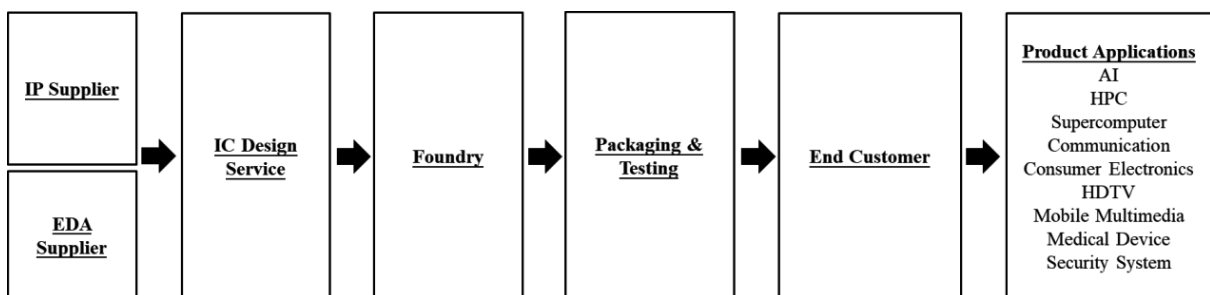 IP Supplier
EDA
Supplier
IC Design
Service
Foundry
Packaging &
Testing
End Customer
Product Applications
AI
HPC
Supercomputer
Communication
Consumer Electronics
HDTV
Mobile Multimedia
Medical Device
Security System